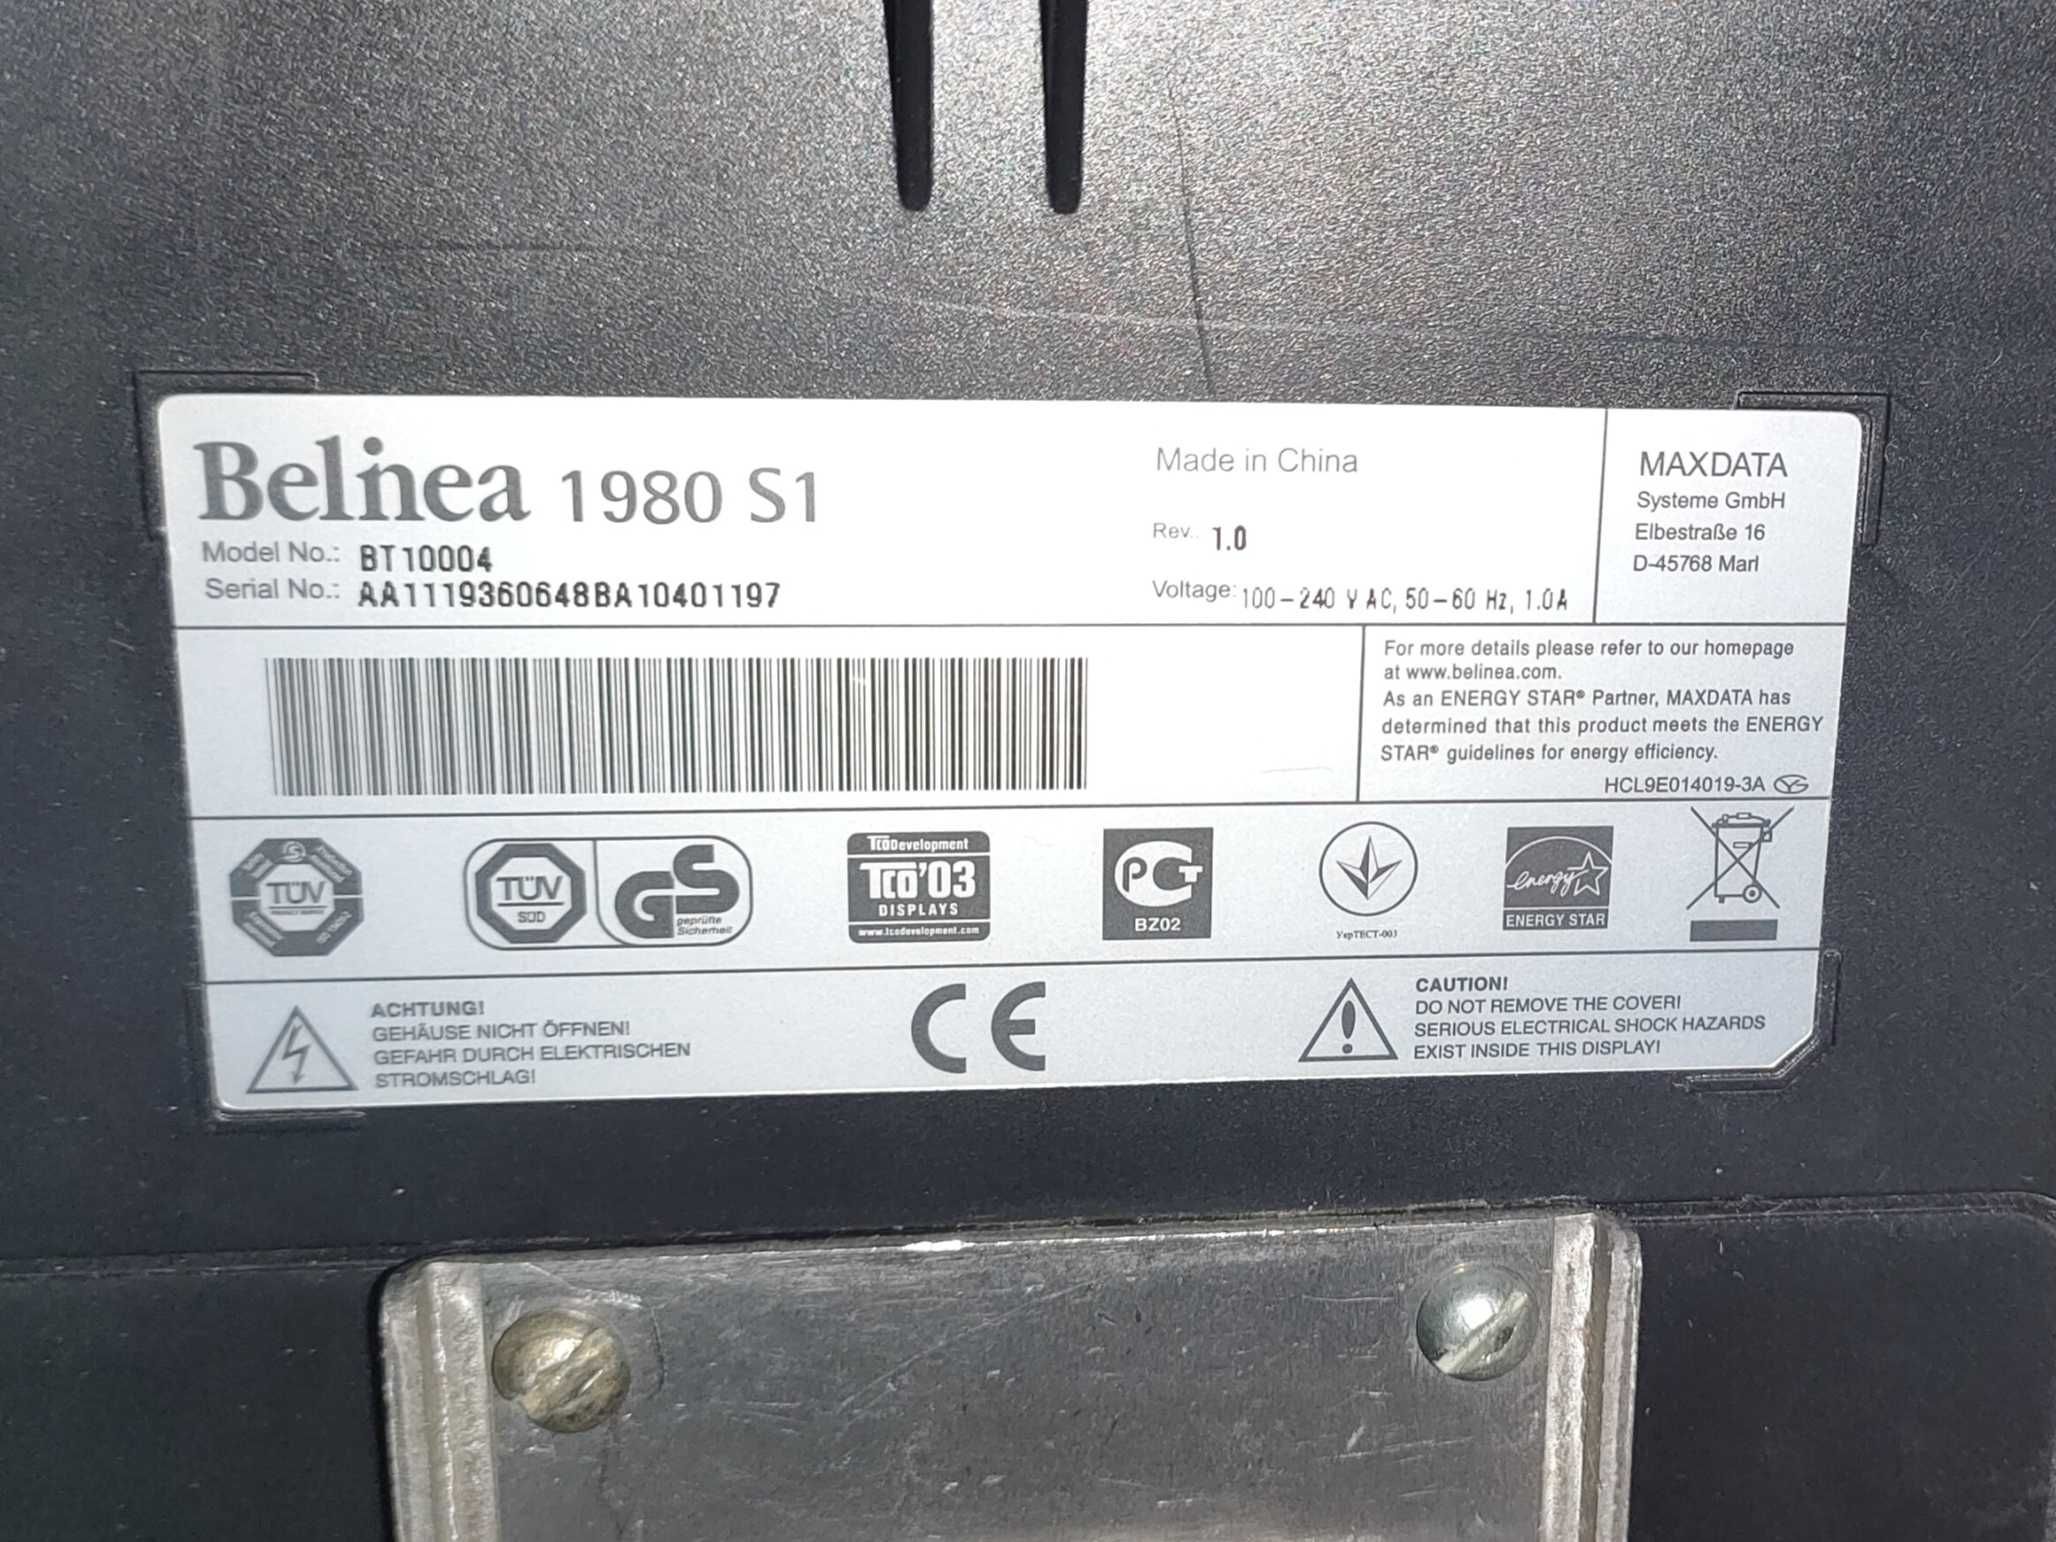 Belinea 1980 S1
Model No.: BT10004
Serial No.: AA1119360648BA10401197
Made in China
Rev. 1.0
Voltage: 100-240 V AC, 50-60 Hz, 1.0A
MAXDATA
Systeme GmbH
Elbestraße 16
D-45768 Marl
For more details please refer to our homepage
at www.belinea.com.
As an ENERGY STAR® Partner, MAXDATA has
determined that this product meets the ENERGY
STAR® guidelines for energy efficiency.
HCL9E014019-3A
TÜV
TÜV
SÜD
GS
geprüfte
Sicherheit
TCODevelopment
TCO'03
DISPLAYS
www.tcodevelopment.com
РСТ
BZ02
УкрТЕСТ-003
energy
ENERGY STAR
ACHTUNG!
GEHÄUSE NICHT ÖFFNEN!
GEFAHR DURCH ELEKTRISCHEN
STROMSCHLAG!
CE
CAUTION!
DO NOT REMOVE THE COVER!
SERIOUS ELECTRICAL SHOCK HAZARDS
EXIST INSIDE THIS DISPLAY!